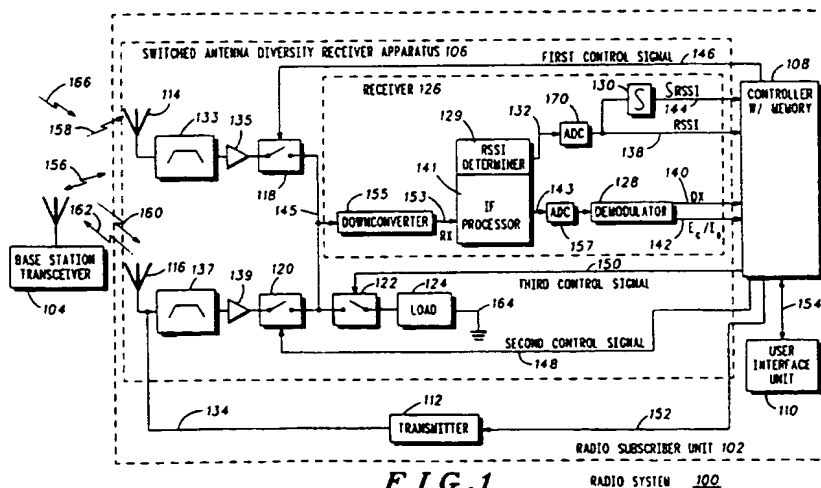 SWITCHED ANTENNA DIVERSITY RECEIVER APPARATUS 106
FIRST CONTROL SIGNAL
146
108
166
114
158
133
135
118
RECEIVER 126
129
RSSI
DETERMINER
132
170
ADC
130
∫
∫RSSI
144
RSSI
138
CONTROLLER
W/ MEMORY
156
141
IF
PROCESSOR
145
155
DOWNCONVERTER
153
RX
143
ADC
157
128
DEMODULATOR
140
DX
142
Ec/Io
162
160
BASE STATION
TRANSCEIVER
104
116
137
139
120
122
124
LOAD
164
150
THIRD CONTROL SIGNAL
SECOND CONTROL SIGNAL
148
154
USER
INTERFACE
UNIT
110
134
112
TRANSMITTER
152
RADIO SUBSCRIBER UNIT 102
FIG.1
RADIO SYSTEM 100